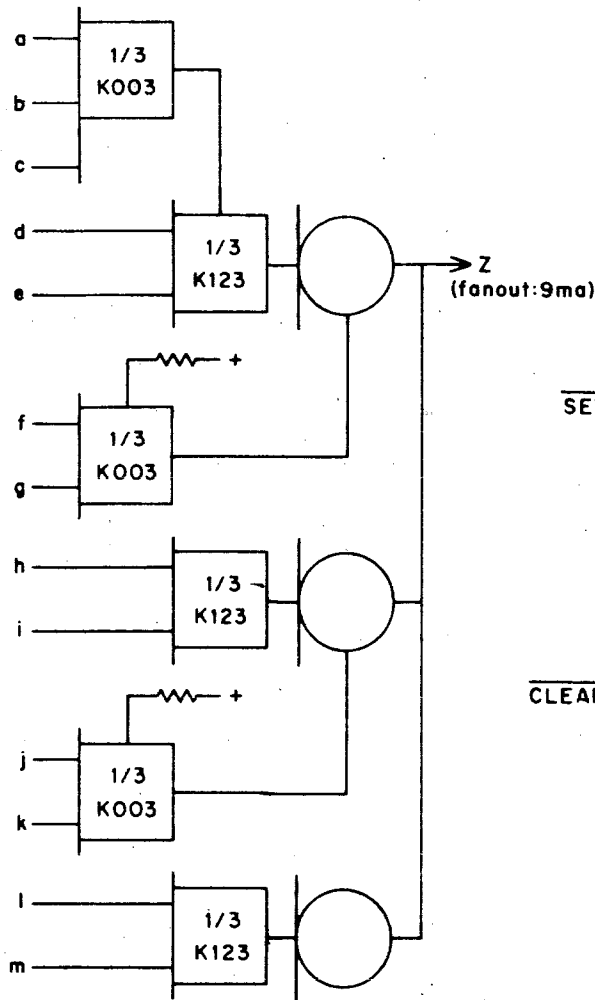 a
1/3
K003
b
c
d
1/3
K123
e
Z
(fanout:9ma)
+
f
1/3
K003
g
h
1/3
K123
i
+
j
1/3
K003
k
l
1/3
K123
m